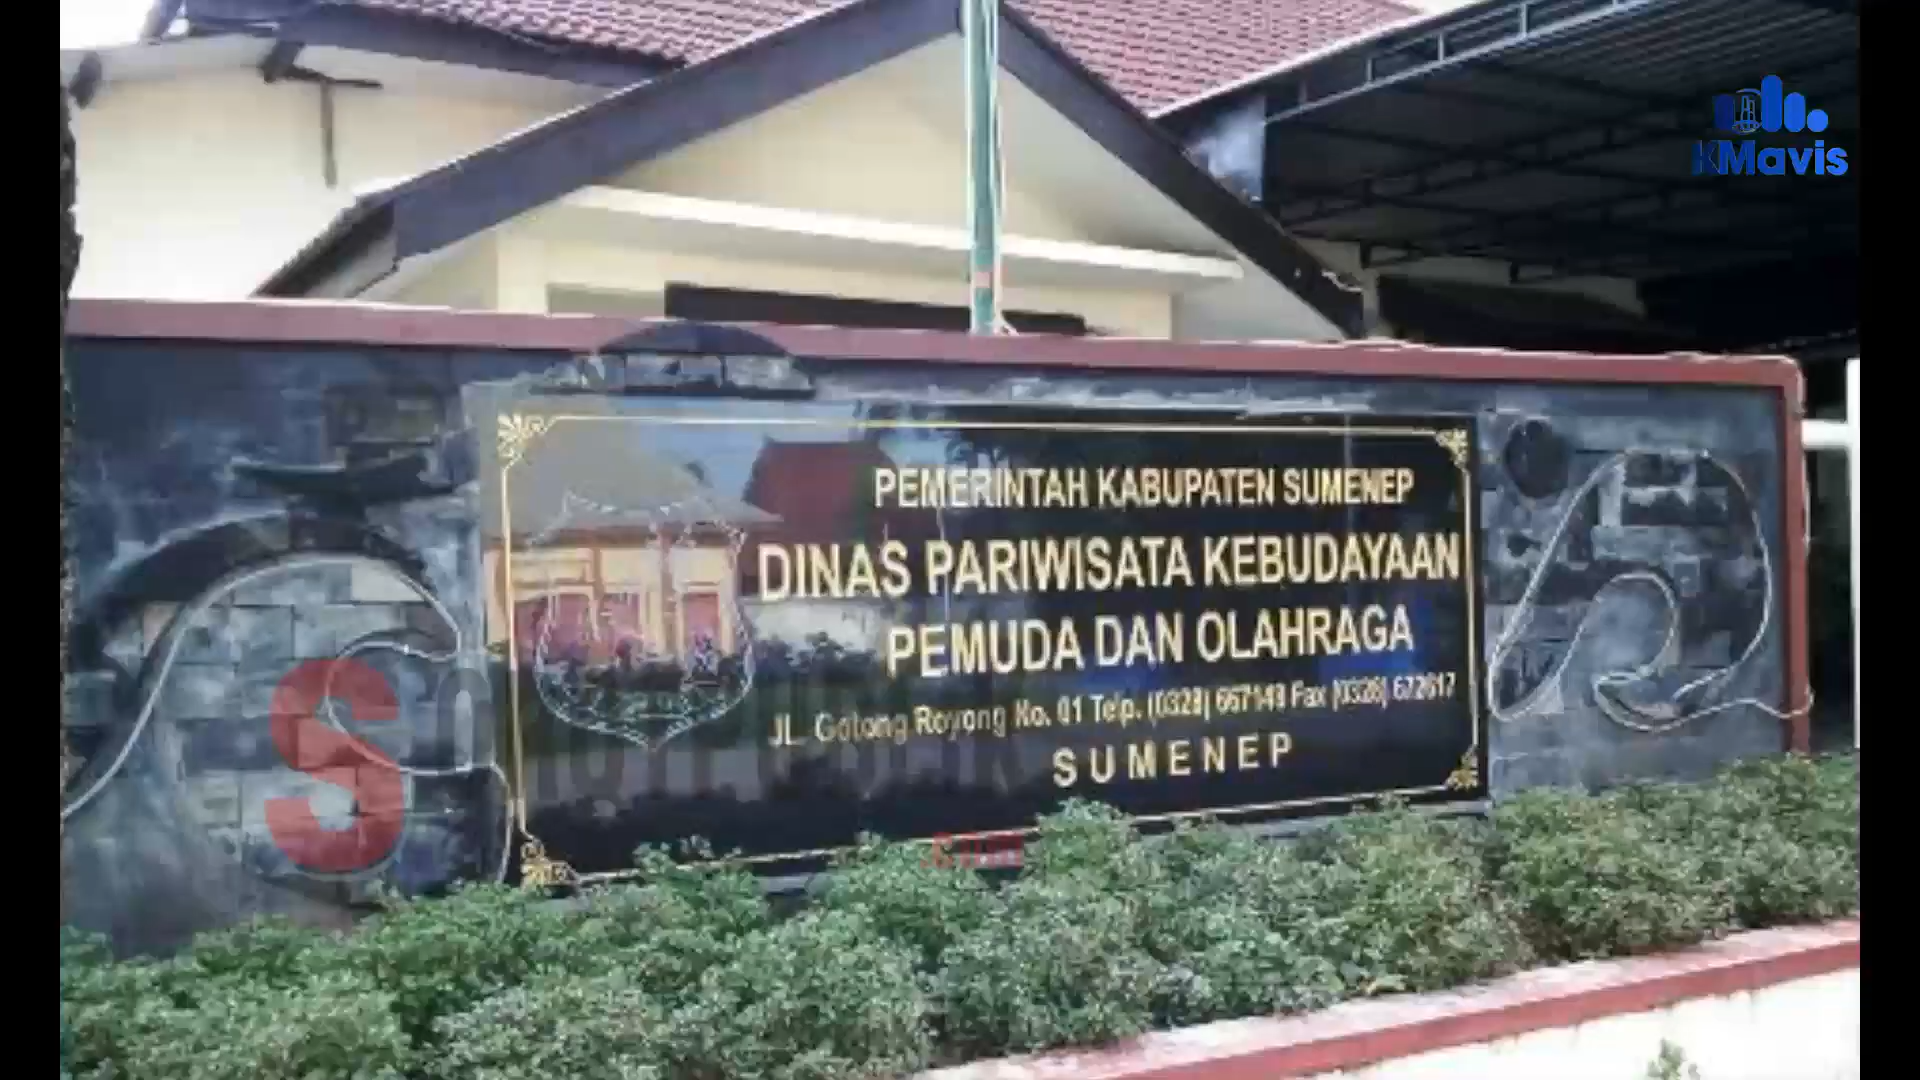 KMavis
PEMERINTAH KABUPATEN SUMENEP
DINAS PARIWISATA KEBUDAYAAN
PEMUDA DAN OLAHRAGA
JL. Gotong Royong No. 01 Telp. (0328) 667148 Fax (0328) 672617
SUMENEP
.com